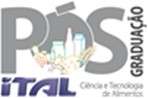 PÓS
GRADUAÇÃO
iTAL
Ciência e Tecnologia
de Alimentos